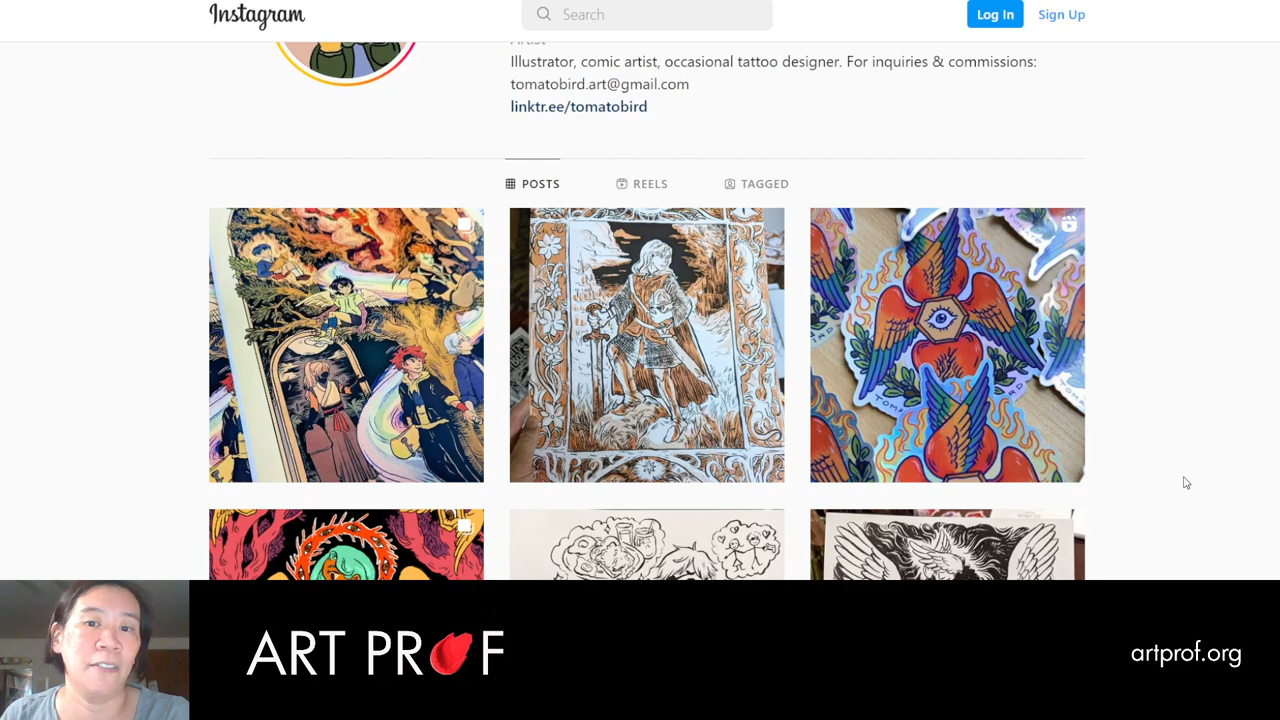 Instagram
Search
Log In
Sign Up
Artist
Illustrator, comic artist, occasional tattoo designer. For inquiries & commissions:
tomatobird.art@gmail.com
linktr.ee/tomatobird
POSTS
REELS
TAGGED
ART PROF
artprof.org